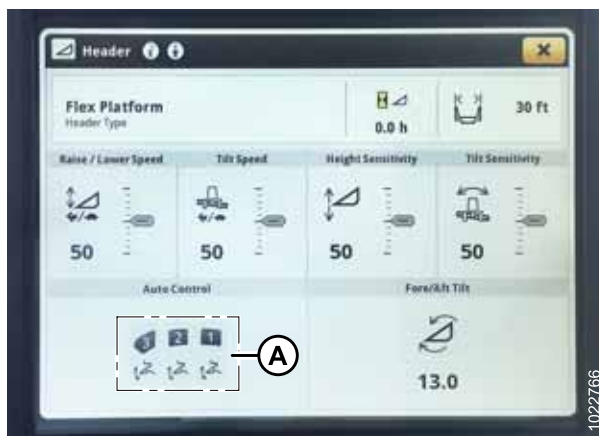 Header
Flex Platform
Header Type
0.0 h
30 ft
Raise / Lower Speed
Tilt Speed
Height Sensitivity
Tilt Sensitivity
50
50
50
50
Auto Control
Fore/Aft Tilt
3 2 1
A
13.0
1022766